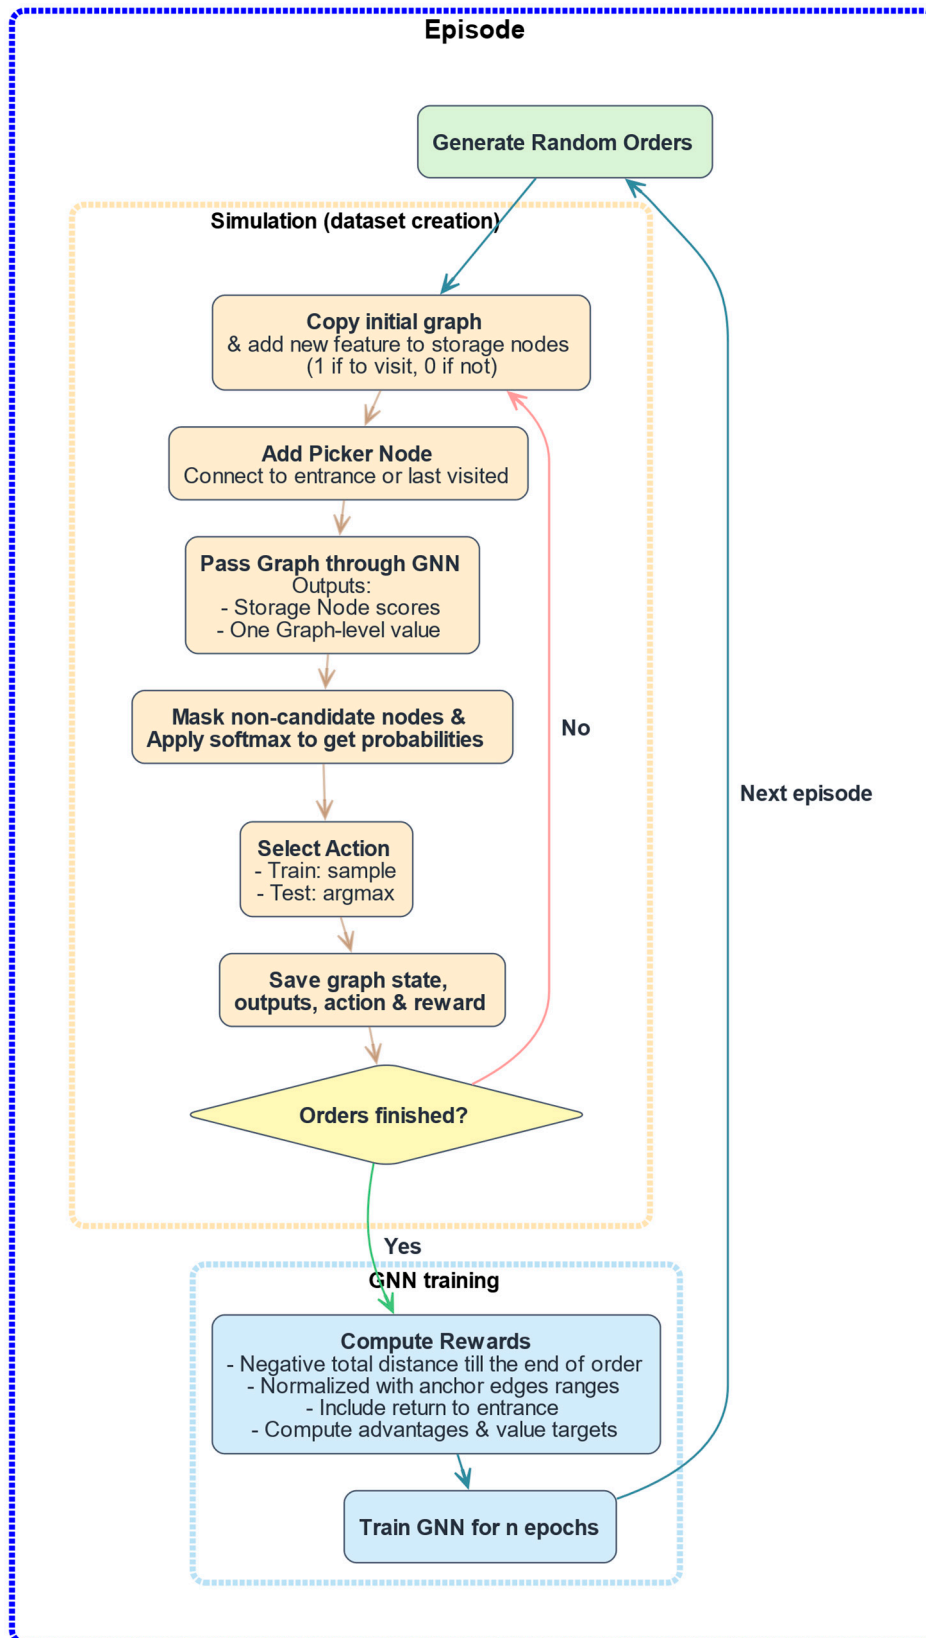 Episode
Generate Random Orders
Simulation (dataset creation)
Copy initial graph
& add new feature to storage nodes
(1 if to visit, 0 if not)
Add Picker Node
Connect to entrance or last visited
Pass Graph through GNN
Outputs:
- Storage Node scores
- One Graph-level value
Mask non-candidate nodes &
Apply softmax to get probabilities
No
Next episode
Select Action
- Train: sample
- Test: argmax
Save graph state,
outputs, action & reward
Orders finished?
Yes
GNN training
Compute Rewards
- Negative total distance till the end of order
- Normalized with anchor edges ranges
- Include return to entrance
- Compute advantages & value targets
Train GNN for n epochs